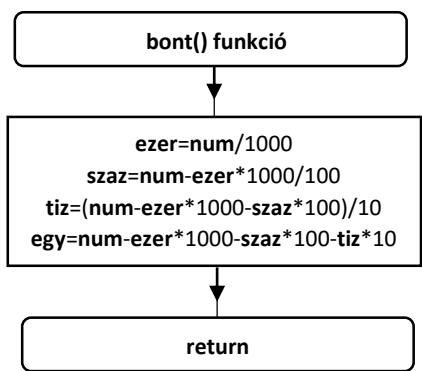 bont() funkció
ezer=num/1000
szaz=num-ezer*1000/100
tiz=(num-ezer*1000-szaz*100)/10
egy=num-ezer*1000-szaz*100-tiz*10
return